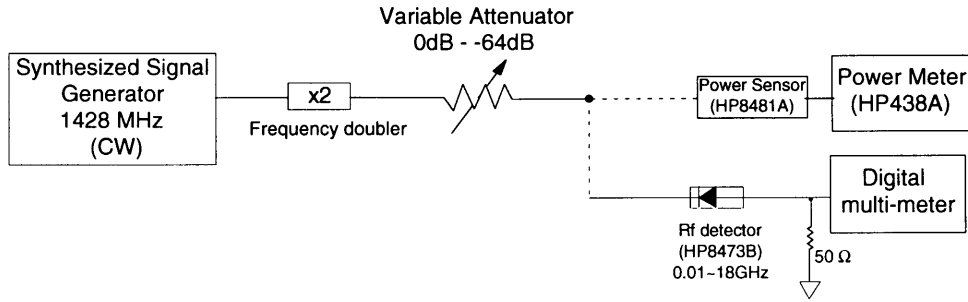 Variable Attenuator
0dB - -64dB
Synthesized Signal
Generator
1428 MHz
(CW)
x2
Frequency doubler
Power Sensor
(HP8481A)
Power Meter
(HP438A)
Digital
multi-meter
Rf detector
(HP8473B)
0.01~18GHz
50 Ω